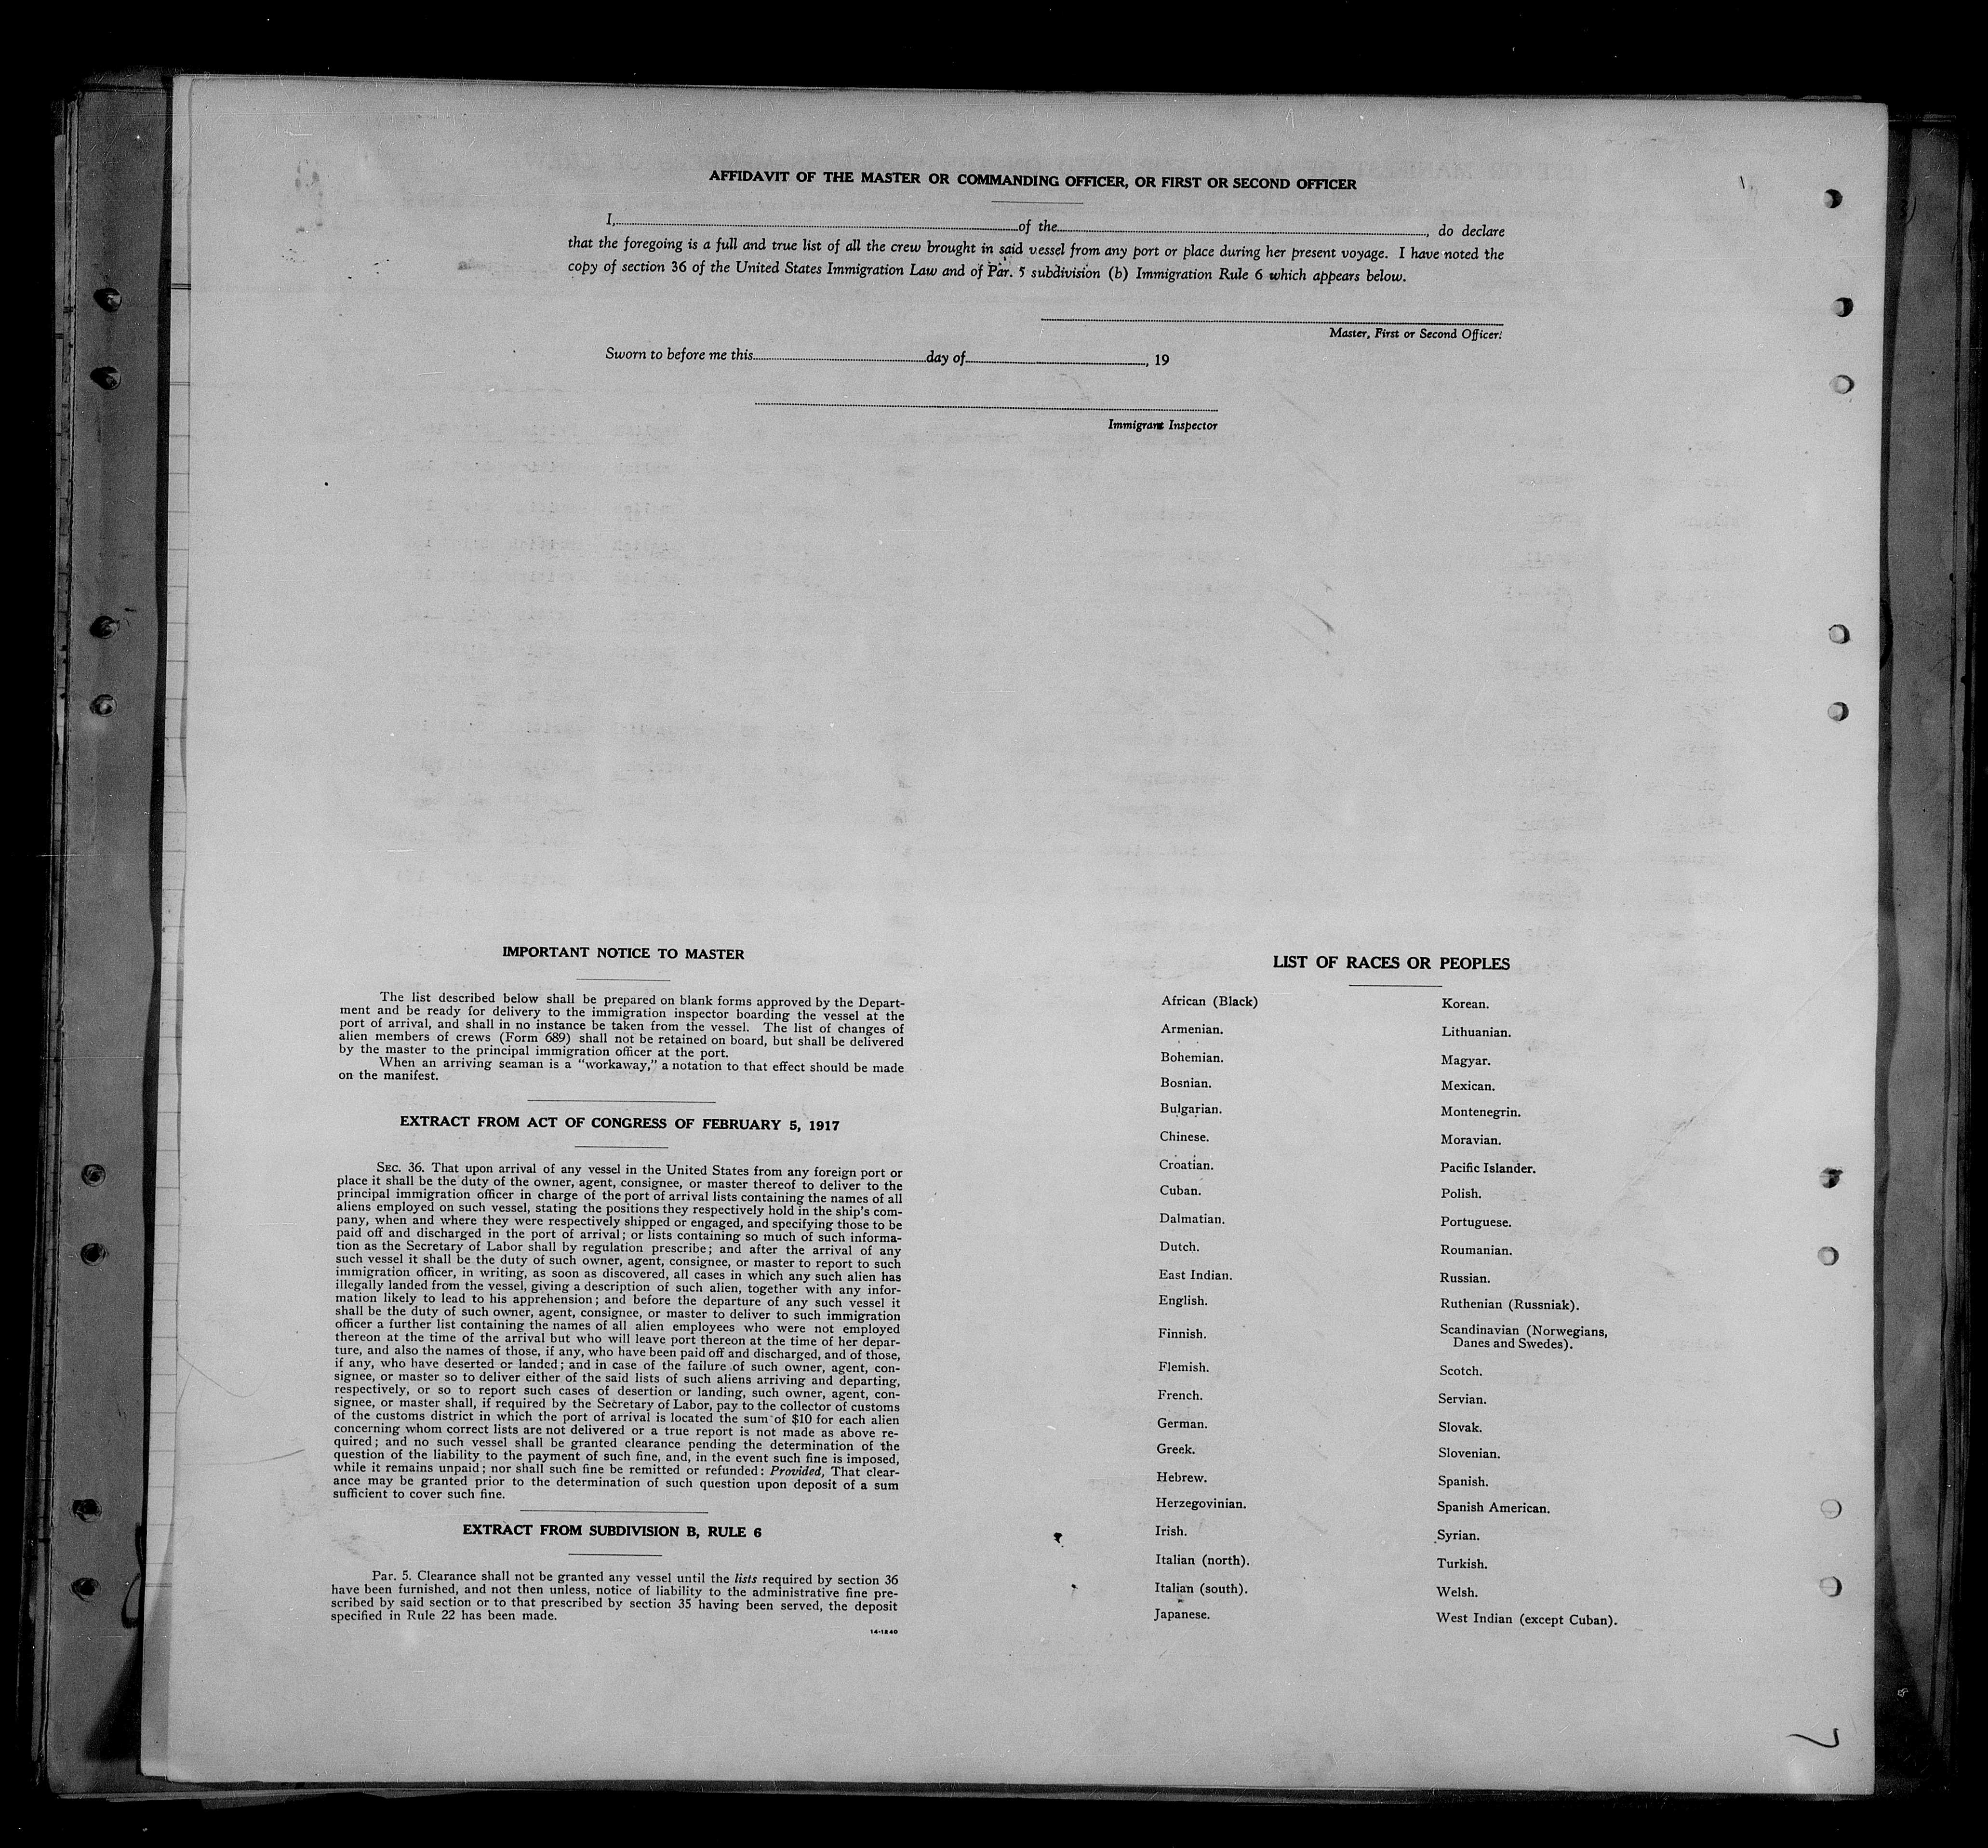 AFFIDAVIT OF THE MASTER OR COMMANDING OFFICER, OR FIRST OR SECOND OFFICER
I, of the , do declare
that the foregoing is a full and true list of all the crew brought in said vessel from any port or place during her present voyage. I have noted the
copy of section 36 of the United States Immigration Law and of Par. 5 subdivision (b) Immigration Rule 6 which appears below.
Master, First or Second Officer.
Sworn to before me this day of , 19
Immigrant Inspector
IMPORTANT NOTICE TO MASTER
The list described below shall be prepared on blank forms approved by the Depart-
ment and be ready for delivery to the immigration inspector boarding the vessel at the
port of arrival, and shall in no instance be taken from the vessel. The list of changes of
alien members of crews (Form 689) shall not be retained on board, but shall be delivered
by the master to the principal immigration officer at the port.
When an arriving seaman is a “workaway,” a notation to that effect should be made
on the manifest.
EXTRACT FROM ACT OF CONGRESS OF FEBRUARY 5, 1917
SEC. 36. That upon arrival of any vessel in the United States from any foreign port or
place it shall be the duty of the owner, agent, consignee, or master thereof to deliver to the
principal immigration officer in charge of the port of arrival lists containing the names of all
aliens employed on such vessel, stating the positions they respectively hold in the ship's com-
pany, when and where they were respectively shipped or engaged, and specifying those to be
paid off and discharged in the port of arrival; or lists containing so much of such informa-
tion as the Secretary of Labor shall by regulation prescribe; and after the arrival of any
such vessel it shall be the duty of such owner, agent, consignee, or master to report to such
immigration officer, in writing, as soon as discovered, all cases in which any such alien has
illegally landed from the vessel, giving a description of such alien, together with any infor-
mation likely to lead to his apprehension; and before the departure of any such vessel it
shall be the duty of such owner, agent, consignee, or master to deliver to such immigration
officer a further list containing the names of all alien employees who were not employed
thereon at the time of the arrival but who will leave port thereon at the time of her depar-
ture, and also the names of those, if any, who have been paid off and discharged, and of those,
if any, who have deserted or landed; and in case of the failure of such owner, agent, con-
signee, or master so to deliver either of the said lists of such aliens arriving and departing,
respectively, or so to report such cases of desertion or landing, such owner, agent, con-
signee, or master shall, if required by the Secretary of Labor, pay to the collector of customs
of the customs district in which the port of arrival is located the sum of $10 for each alien
concerning whom correct lists are not delivered or a true report is not made as above re-
quired; and no such vessel shall be granted clearance pending the determination of the
question of the liability to the payment of such fine, and, in the event such fine is imposed,
while it remains unpaid; nor shall such fine be remitted or refunded: Provided, That clear-
ance may be granted prior to the determination of such question upon deposit of a sum
sufficient to cover such fine.
EXTRACT FROM SUBDIVISION B, RULE 6
Par. 5. Clearance shall not be granted any vessel until the lists required by section 36
have been furnished, and not then unless, notice of liability to the administrative fine pre-
scribed by said section or to that prescribed by section 35 having been served, the deposit
specified in Rule 22 has been made.
14-1240
LIST OF RACES OR PEOPLES
African (Black)
Armenian.
Bohemian.
Bosnian.
Bulgarian.
Chinese.
Croatian.
Cuban.
Dalmatian.
Dutch.
East Indian.
English.
Finnish.
Flemish.
French.
German.
Greek.
Hebrew.
Herzegovinian.
Irish.
Italian (north).
Italian (south).
Japanese.
Korean.
Lithuanian.
Magyar.
Mexican.
Montenegrin.
Moravian.
Pacific Islander.
Polish.
Portuguese.
Roumanian.
Russian.
Ruthenian (Russniak).
Scandinavian (Norwegians,
Danes and Swedes).
Scotch.
Servian.
Slovak.
Slovenian.
Spanish.
Spanish American.
Syrian.
Turkish.
Welsh.
West Indian (except Cuban).
7